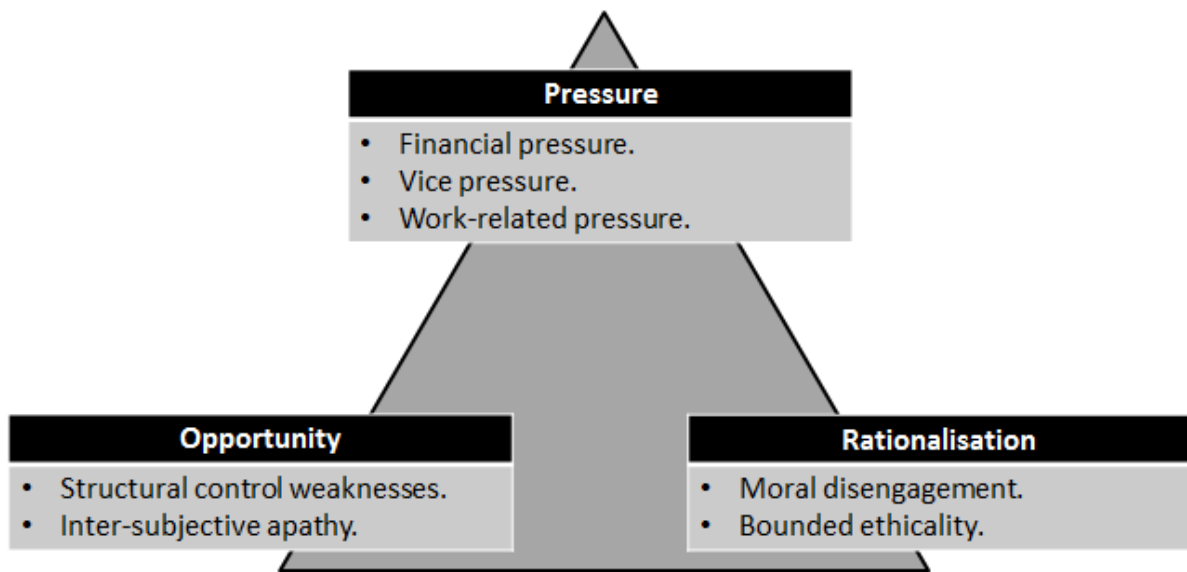 Pressure
• Financial pressure.
• Vice pressure.
• Work-related pressure.
Opportunity
• Structural control weaknesses.
• Inter-subjective apathy.
Rationalisation
• Moral disengagement.
• Bounded ethicality.